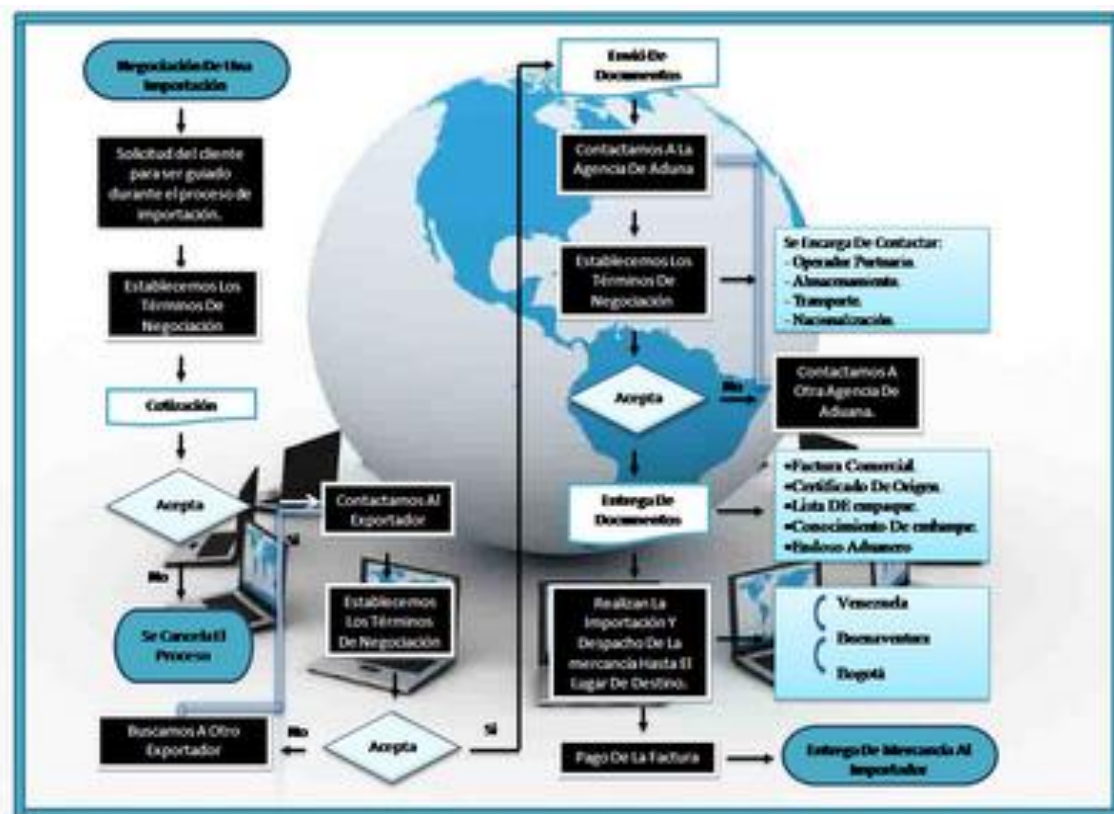 Negociación De Una
Importación
Solicitud del cliente
para ser guiado
durante el proceso de
importación.
Establecemos Los
Términos De
Negociación
Cotización
Acepta
Si
No
Se Cancela El
Proceso
Contactamos Al
Exportador
Establecemos
Los Términos
De Negociación
Acepta
No
Si
Buscamos A Otro
Exportador
Envió De
Documentos
Contactamos A La
Agencia De Aduna
Establecemos Los
Términos De
Negociación
Se Encarga De Contactar:
- Operador Portuario.
- Almacenamiento.
- Transporte.
- Nacionalización.
Acepta
No
Contactamos A
Otra Agencia De
Aduana.
Entrega De
Documentos
•Factura Comercial.
•Certificado De Origen.
•Lista DE empaque.
•Conocimiento De embarque.
•Endoso Aduanero
Realizan La
Importación Y
Despacho De La
mercancía Hasta El
Lugar De Destino.
Venezuela
Buenaventura
Bogotá
Pago De La Factura
Entrega De Mercancía Al
Importador